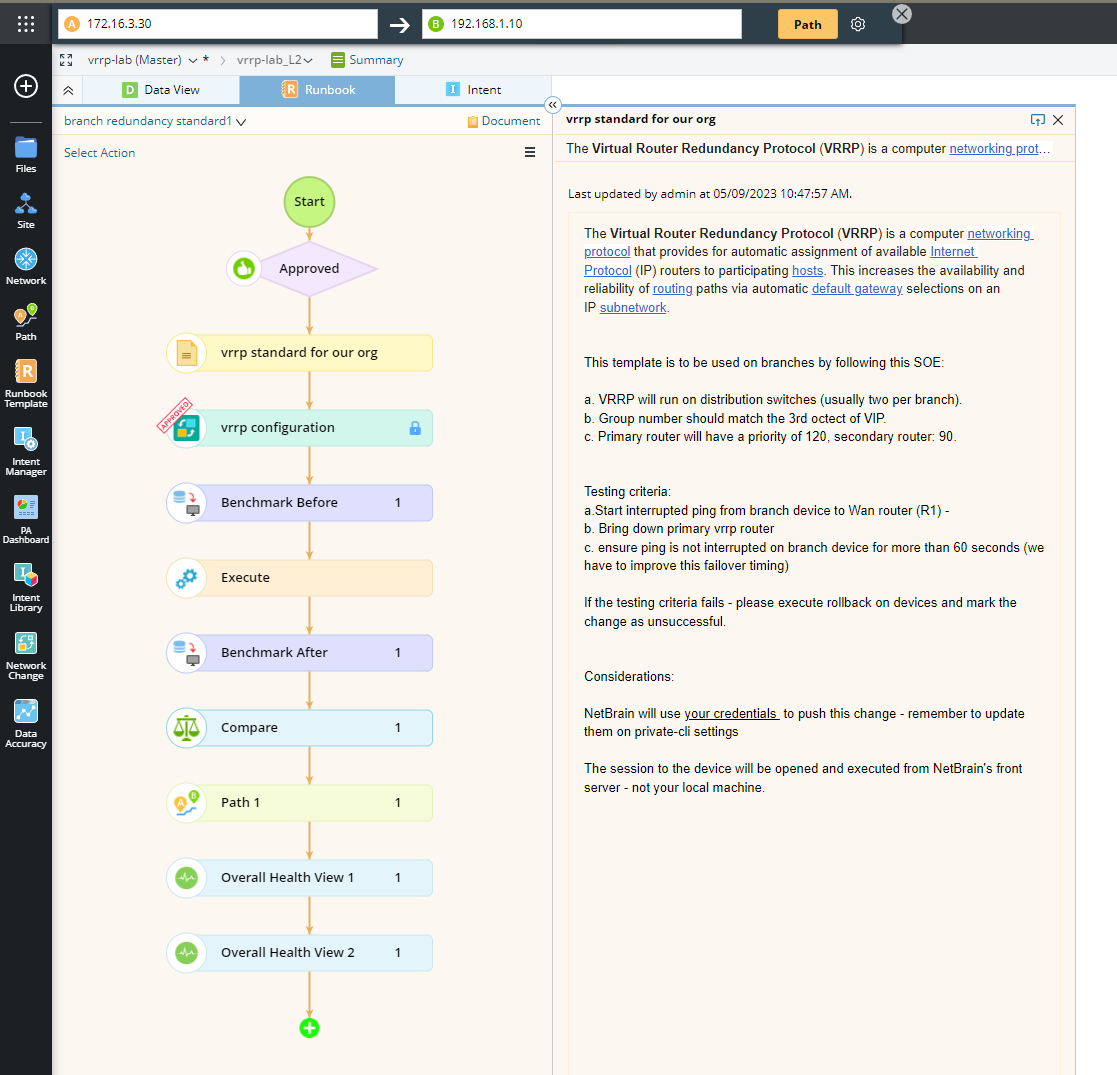 A 172.16.3.30
B 192.168.1.10
Path
vrrp-lab (Master) * > vrrp-lab_L2 Summary
D Data View
R Runbook
I Intent
branch redundancy standard1
Document
Select Action
Files
Site
Network
Path
Runbook
Template
Intent
Manager
PA
Dashboard
Intent
Library
Network
Change
Data
Accuracy
Start
Approved
vrrp standard for our org
APPROVED
vrrp configuration
Benchmark Before 1
Execute
Benchmark After 1
Compare 1
Path 1 1
Overall Health View 1 1
Overall Health View 2 1
vrrp standard for our org
The Virtual Router Redundancy Protocol (VRRP) is a computer networking prot...
Last updated by admin at 05/09/2023 10:47:57 AM.
The Virtual Router Redundancy Protocol (VRRP) is a computer networking
protocol that provides for automatic assignment of available Internet
Protocol (IP) routers to participating hosts. This increases the availability and
reliability of routing paths via automatic default gateway selections on an
IP subnetwork.
This template is to be used on branches by following this SOE:
a. VRRP will run on distribution switches (usually two per branch).
b. Group number should match the 3rd octect of VIP.
c. Primary router will have a priority of 120, secondary router: 90.
Testing criteria:
a.Start interrupted ping from branch device to Wan router (R1) -
b. Bring down primary vrrp router
c. ensure ping is not interrupted on branch device for more than 60 seconds (we
have to improve this failover timing)
If the testing criteria fails - please execute rollback on devices and mark the
change as unsuccessful.
Considerations:
NetBrain will use your credentials to push this change - remember to update
them on private-cli settings
The session to the device will be opened and executed from NetBrain's front
server - not your local machine.